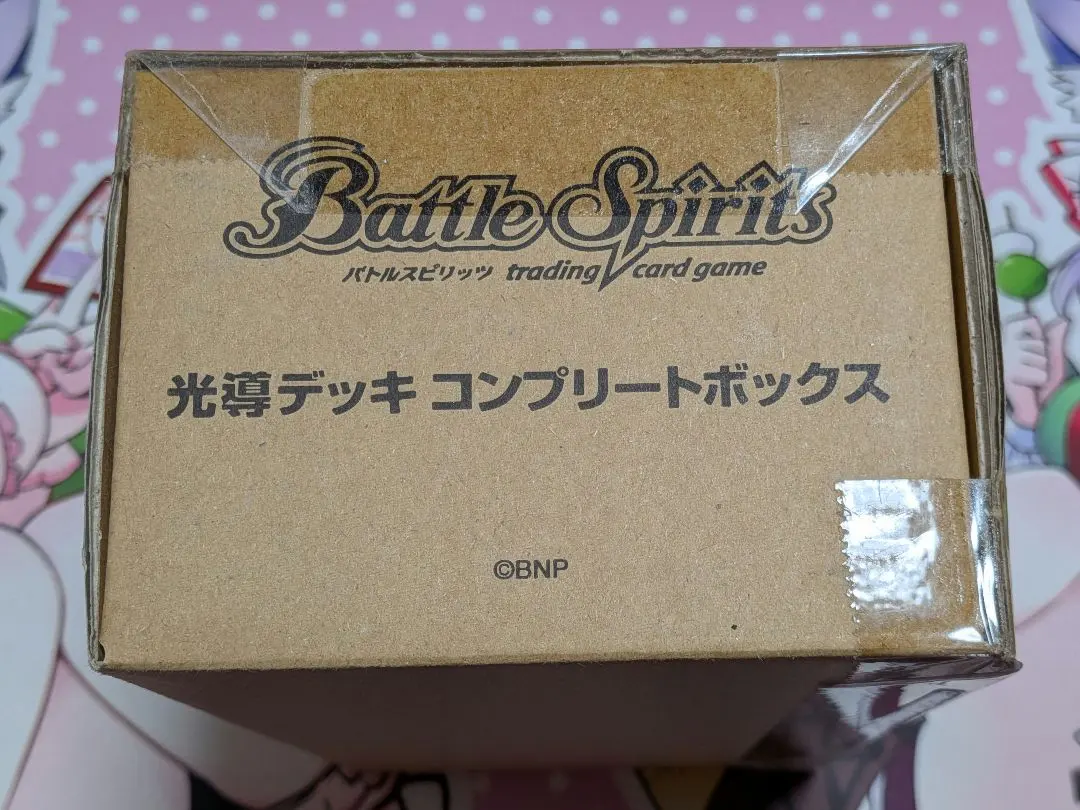 Battle Spirits
バトルスピリッツ trading card game
光導デッキ コンプリートボックス
©BNP